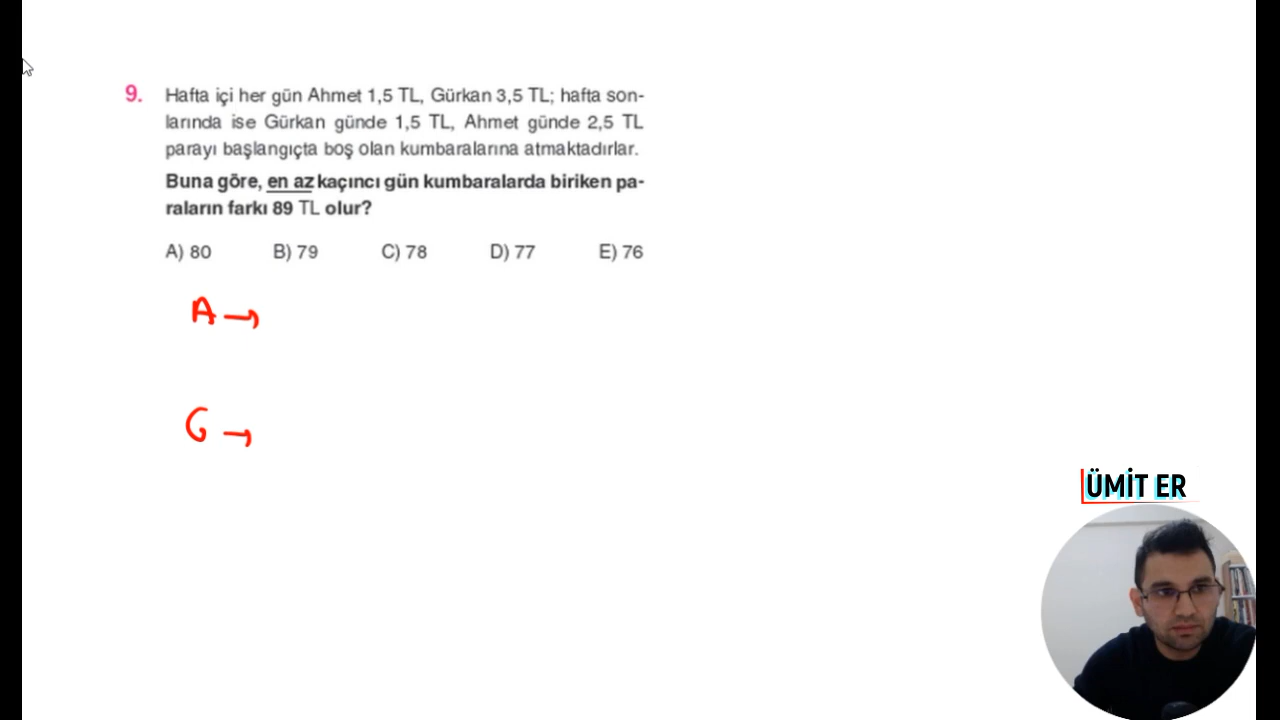 9. Hafta içi her gün Ahmet 1,5 TL, Gürkan 3,5 TL; hafta son-
larında ise Gürkan günde 1,5 TL, Ahmet günde 2,5 TL
parayı başlangıçta boş olan kumbaralarına atmaktadırlar.
Buna göre, en az kaçıncı gün kumbaralarda biriken pa-
raların farkı 89 TL olur?
A) 80 B) 79 C) 78 D) 77 E) 76
A →
G →
ÜMİT ER